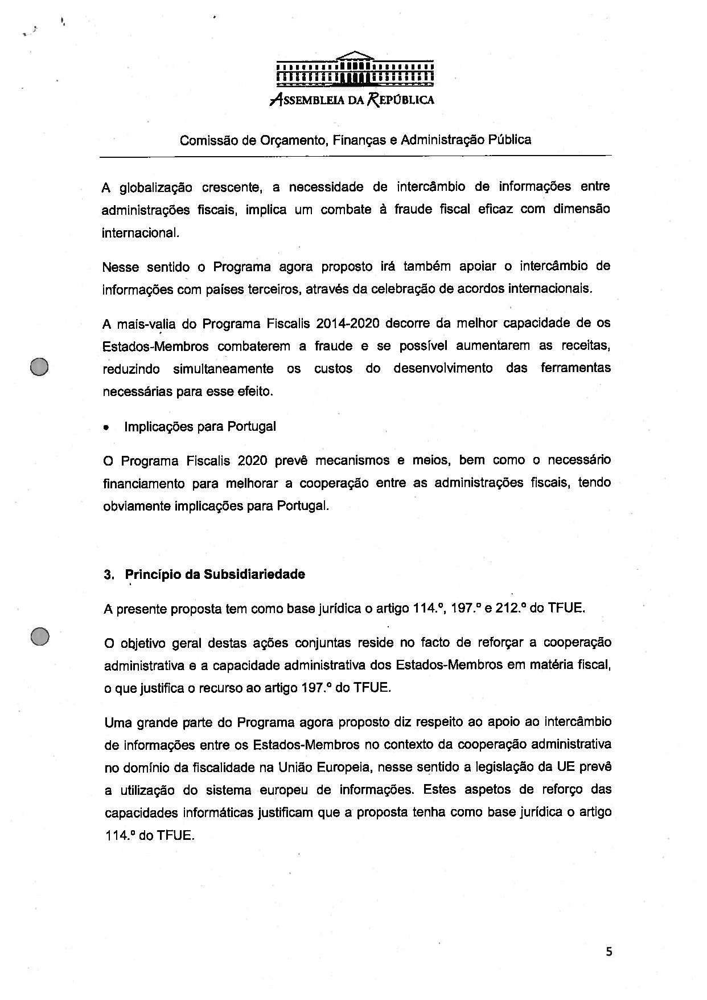 ASSEMBLEIA DA REPÚBLICA
Comissão de Orçamento, Finanças e Administração Pública
A globalização crescente, a necessidade de intercâmbio de informações entre
administrações fiscais, implica um combate à fraude fiscal eficaz com dimensão
internacional.
Nesse sentido o Programa agora proposto irá também apoiar o intercâmbio de
informações com países terceiros, através da celebração de acordos internacionais.
A mais-valia do Programa Fiscalis 2014-2020 decorre da melhor capacidade de os
Estados-Membros combaterem a fraude e se possível aumentarem as receitas,
reduzindo simultaneamente os custos do desenvolvimento das ferramentas
necessárias para esse efeito.
• Implicações para Portugal
O Programa Fiscalis 2020 prevê mecanismos e meios, bem como o necessário
financiamento para melhorar a cooperação entre as administrações fiscais, tendo
obviamente implicações para Portugal.
3. Princípio da Subsidiariedade
A presente proposta tem como base jurídica o artigo 114.º, 197.º e 212.º do TFUE.
O objetivo geral destas ações conjuntas reside no facto de reforçar a cooperação
administrativa e a capacidade administrativa dos Estados-Membros em matéria fiscal,
o que justifica o recurso ao artigo 197.º do TFUE.
Uma grande parte do Programa agora proposto diz respeito ao apoio ao intercâmbio
de informações entre os Estados-Membros no contexto da cooperação administrativa
no domínio da fiscalidade na União Europeia, nesse sentido a legislação da UE prevê
a utilização do sistema europeu de informações. Estes aspetos de reforço das
capacidades informáticas justificam que a proposta tenha como base jurídica o artigo
114.º do TFUE.
5